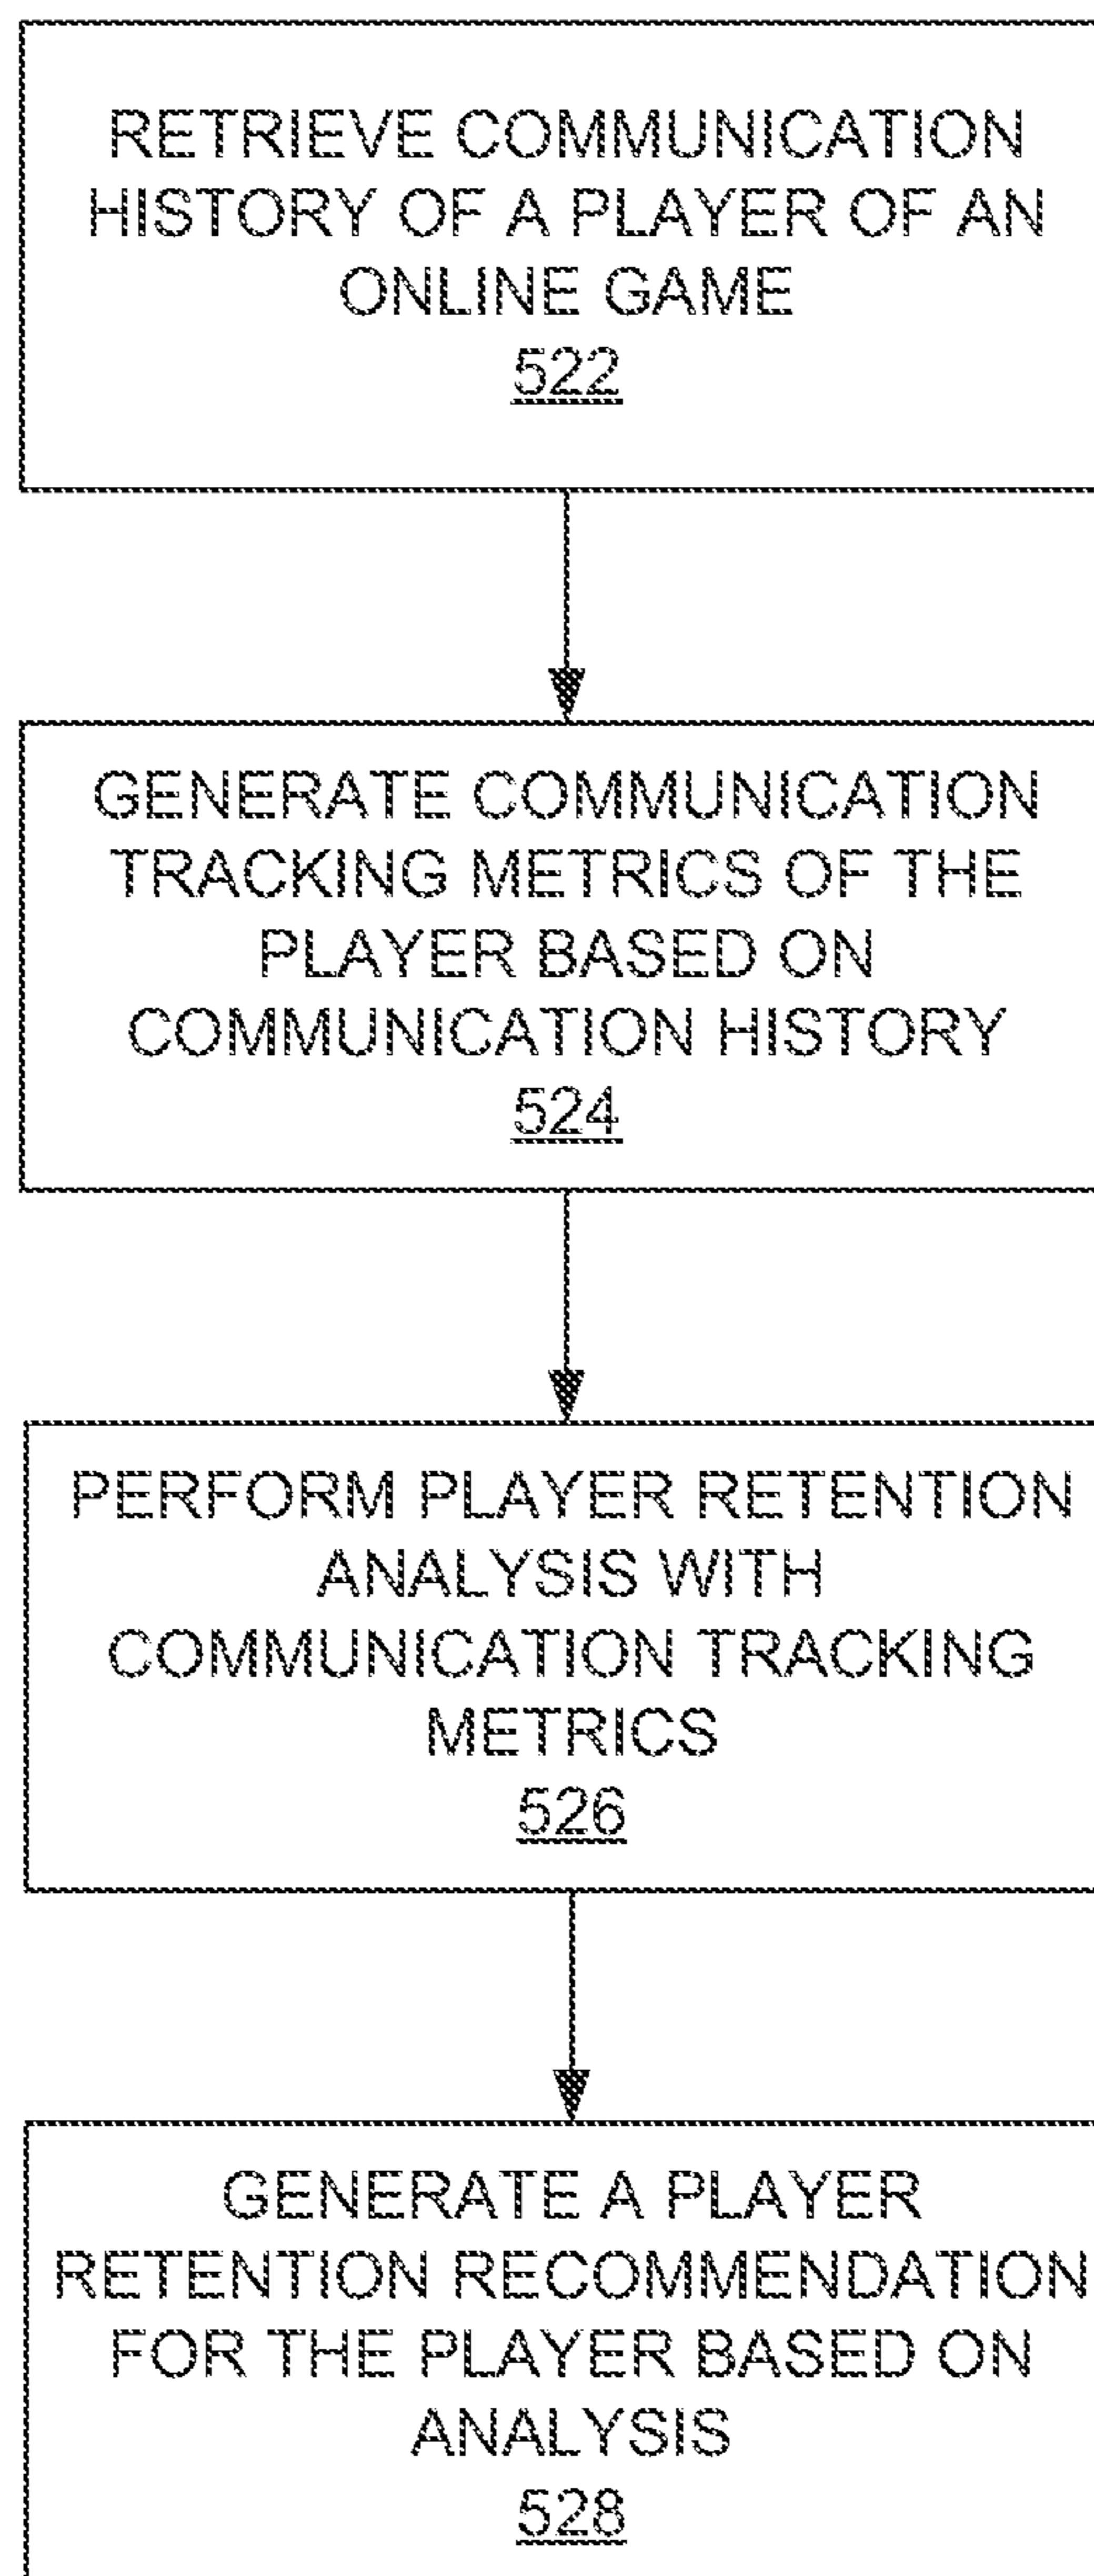 RETRIEVE COMMUNICATION
HISTORY OF A PLAYER OF AN
ONLINE GAME
522
GENERATE COMMUNICATION
TRACKING METRICS OF THE
PLAYER BASED ON
COMMUNICATION HISTORY
524
PERFORM PLAYER RETENTION
ANALYSIS WITH
COMMUNICATION TRACKING
METRICS
526
GENERATE A PLAYER
RETENTION RECOMMENDATION
FOR THE PLAYER BASED ON
ANALYSIS
528